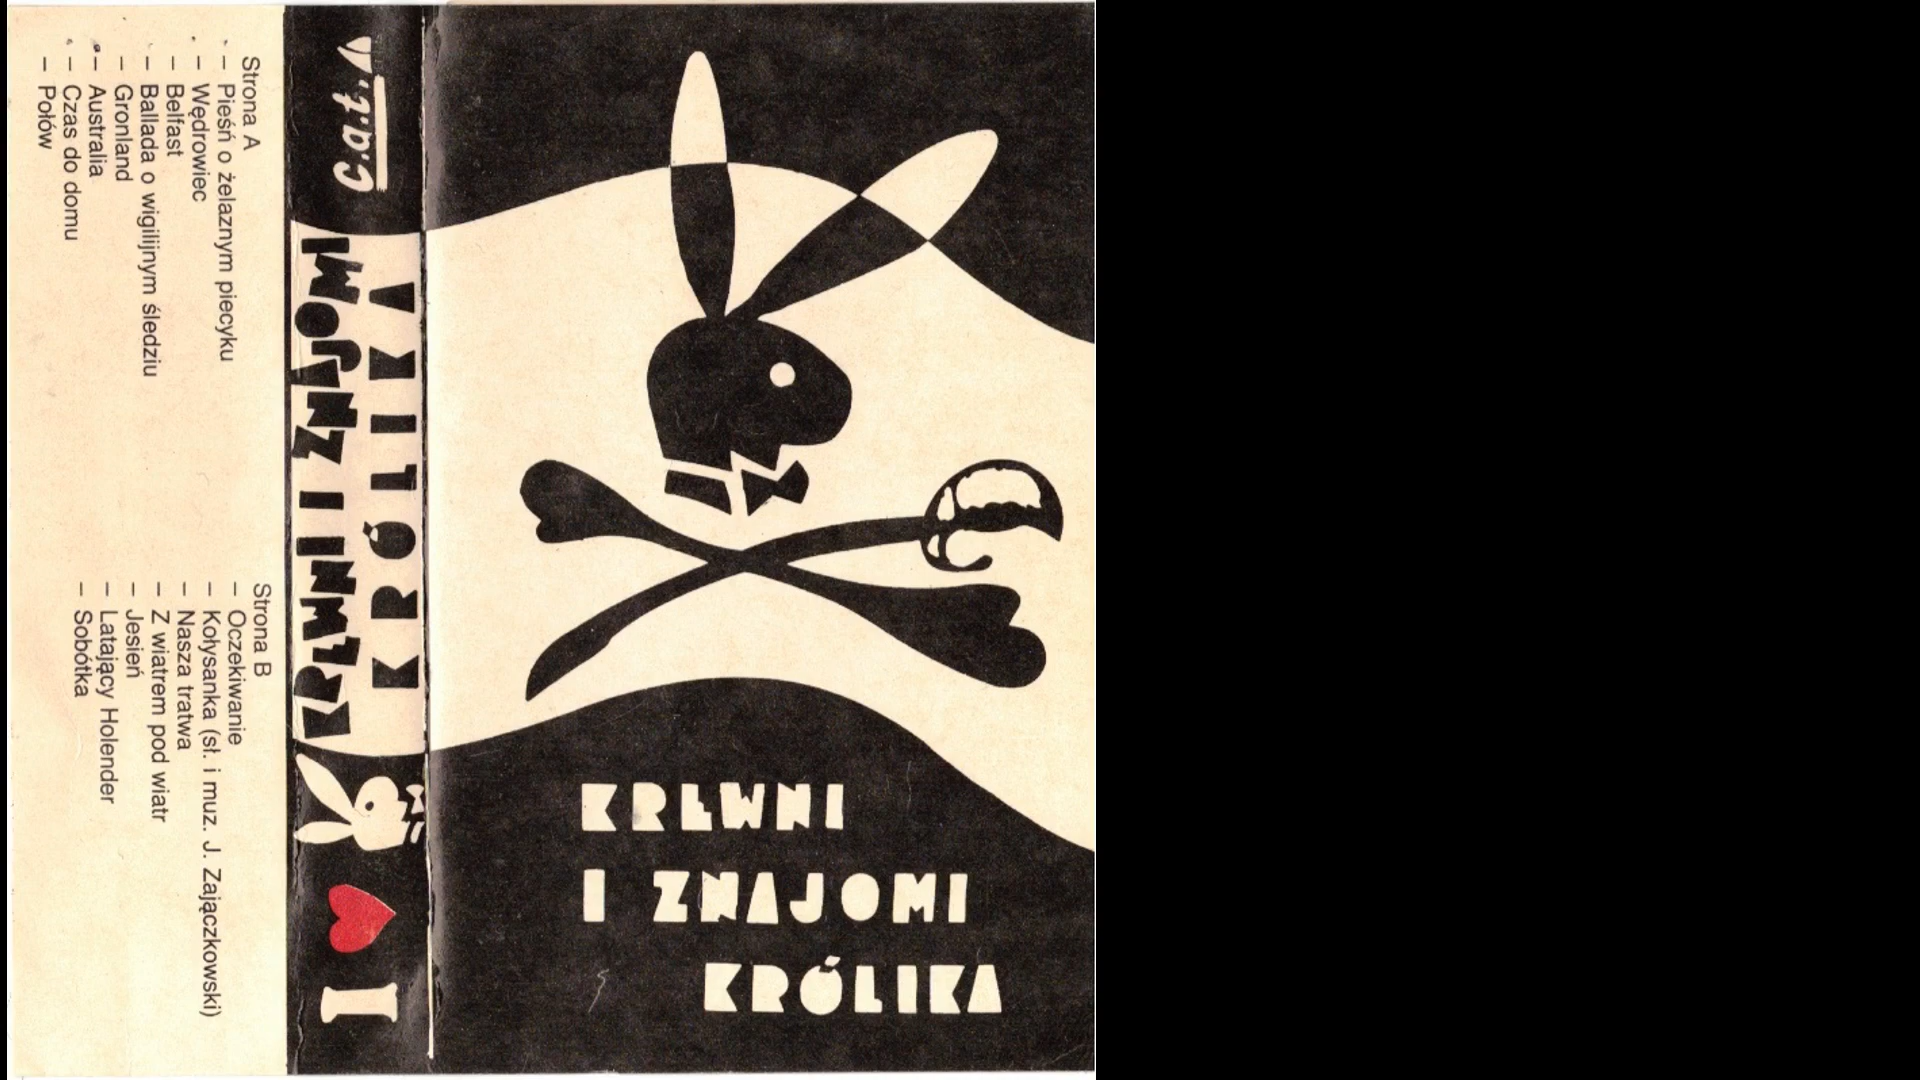 Strona A
– Pieśń o żelaznym piecyku
– Wędrowiec
– Belfast
– Ballada o wigilijnym śledziu
– Gronland
– Australia
– Czas do domu
– Połów
Strona B
– Oczekiwanie
– Kołysanka (sł. i muz. J. Zajączkowski)
– Nasza tratwa
– Z wiatrem pod wiatr
– Jesień
– Latający Holender
– Sobótka
c.o.t.
KREWNI I ZNAJOMI
KRÓLIKA
I
KREWNI
I ZNAJOMI
KRÓLIKA